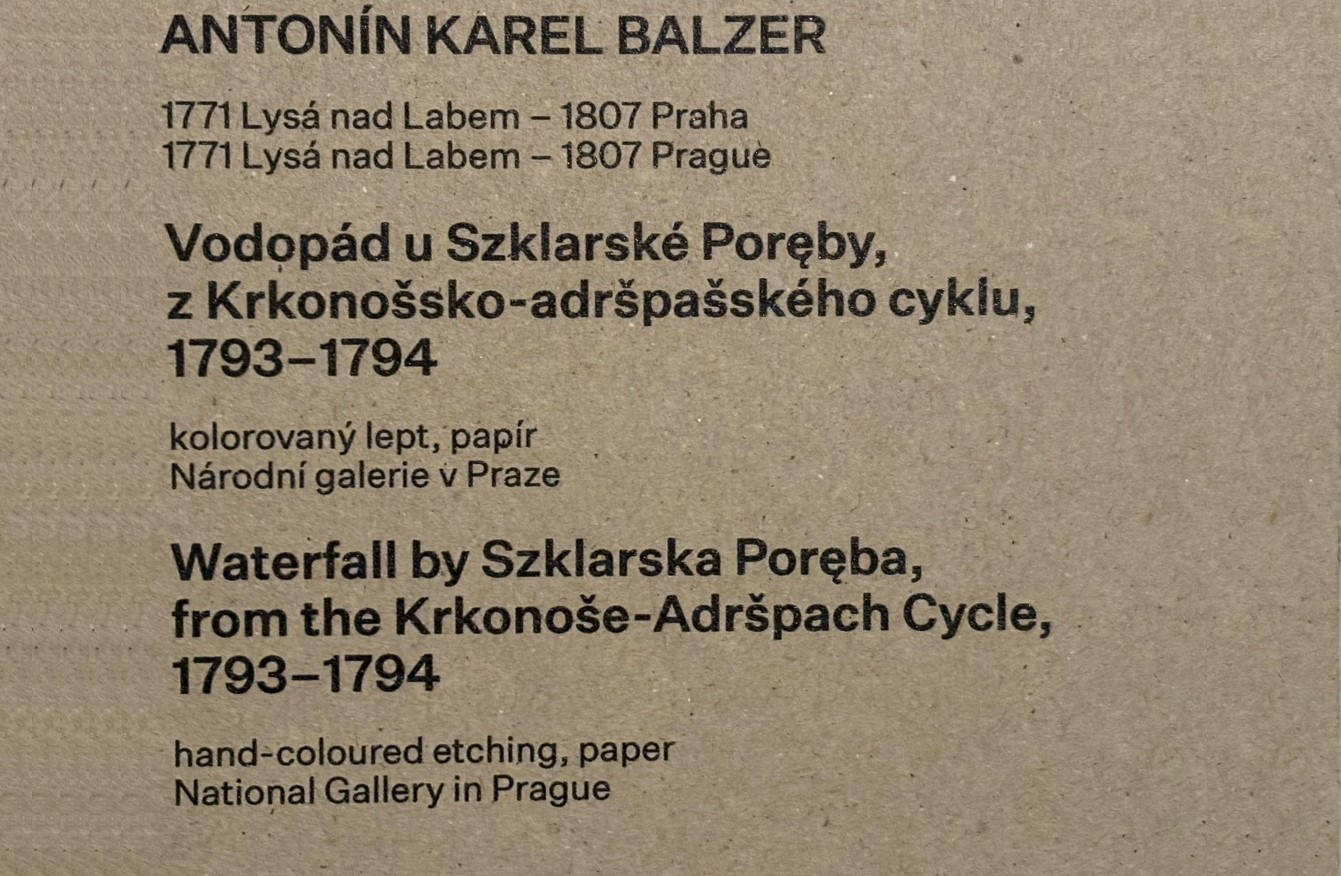 ANTONÍN KAREL BALZER
1771 Lysá nad Labem – 1807 Praha
1771 Lysá nad Labem – 1807 Prague
Vodopád u Szklarské Poręby,
z Krkonošsko-adršpašského cyklu,
1793–1794
kolorovaný lept, papír
Národní galerie v Praze
Waterfall by Szklarska Poręba,
from the Krkonoše-Adršpach Cycle,
1793–1794
hand-coloured etching, paper
National Gallery in Prague